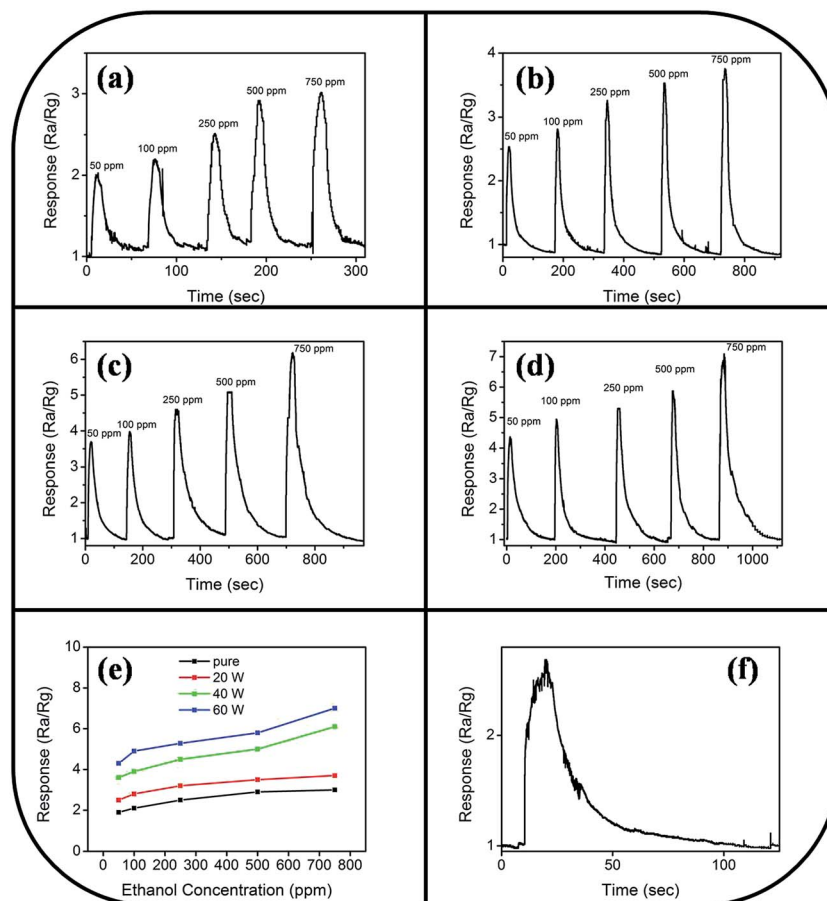 (a)
50 ppm
100 ppm
250 ppm
500 ppm
750 ppm
3
2
1
Response (Ra/Rg)
0 100 200 300
Time (sec)
(b)
50 ppm
100 ppm
250 ppm
500 ppm
750 ppm
4
3
2
1
Response (Ra/Rg)
0 200 400 600 800
Time (sec)
(c)
50 ppm
100 ppm
250 ppm
500 ppm
750 ppm
6
5
4
3
2
1
Response (Ra/Rg)
0 200 400 600 800
Time (sec)
(d)
50 ppm
100 ppm
250 ppm
500 ppm
750 ppm
7
6
5
4
3
2
1
Response (Ra/Rg)
0 200 400 600 800 1000
Time (sec)
(e)
pure
20 W
40 W
60 W
10
8
6
4
2
0
Response (Ra/Rg)
0 100 200 300 400 500 600 700 800
Ethanol Concentration (ppm)
(f)
2
1
Response (Ra/Rg)
0 50 100
Time (sec)